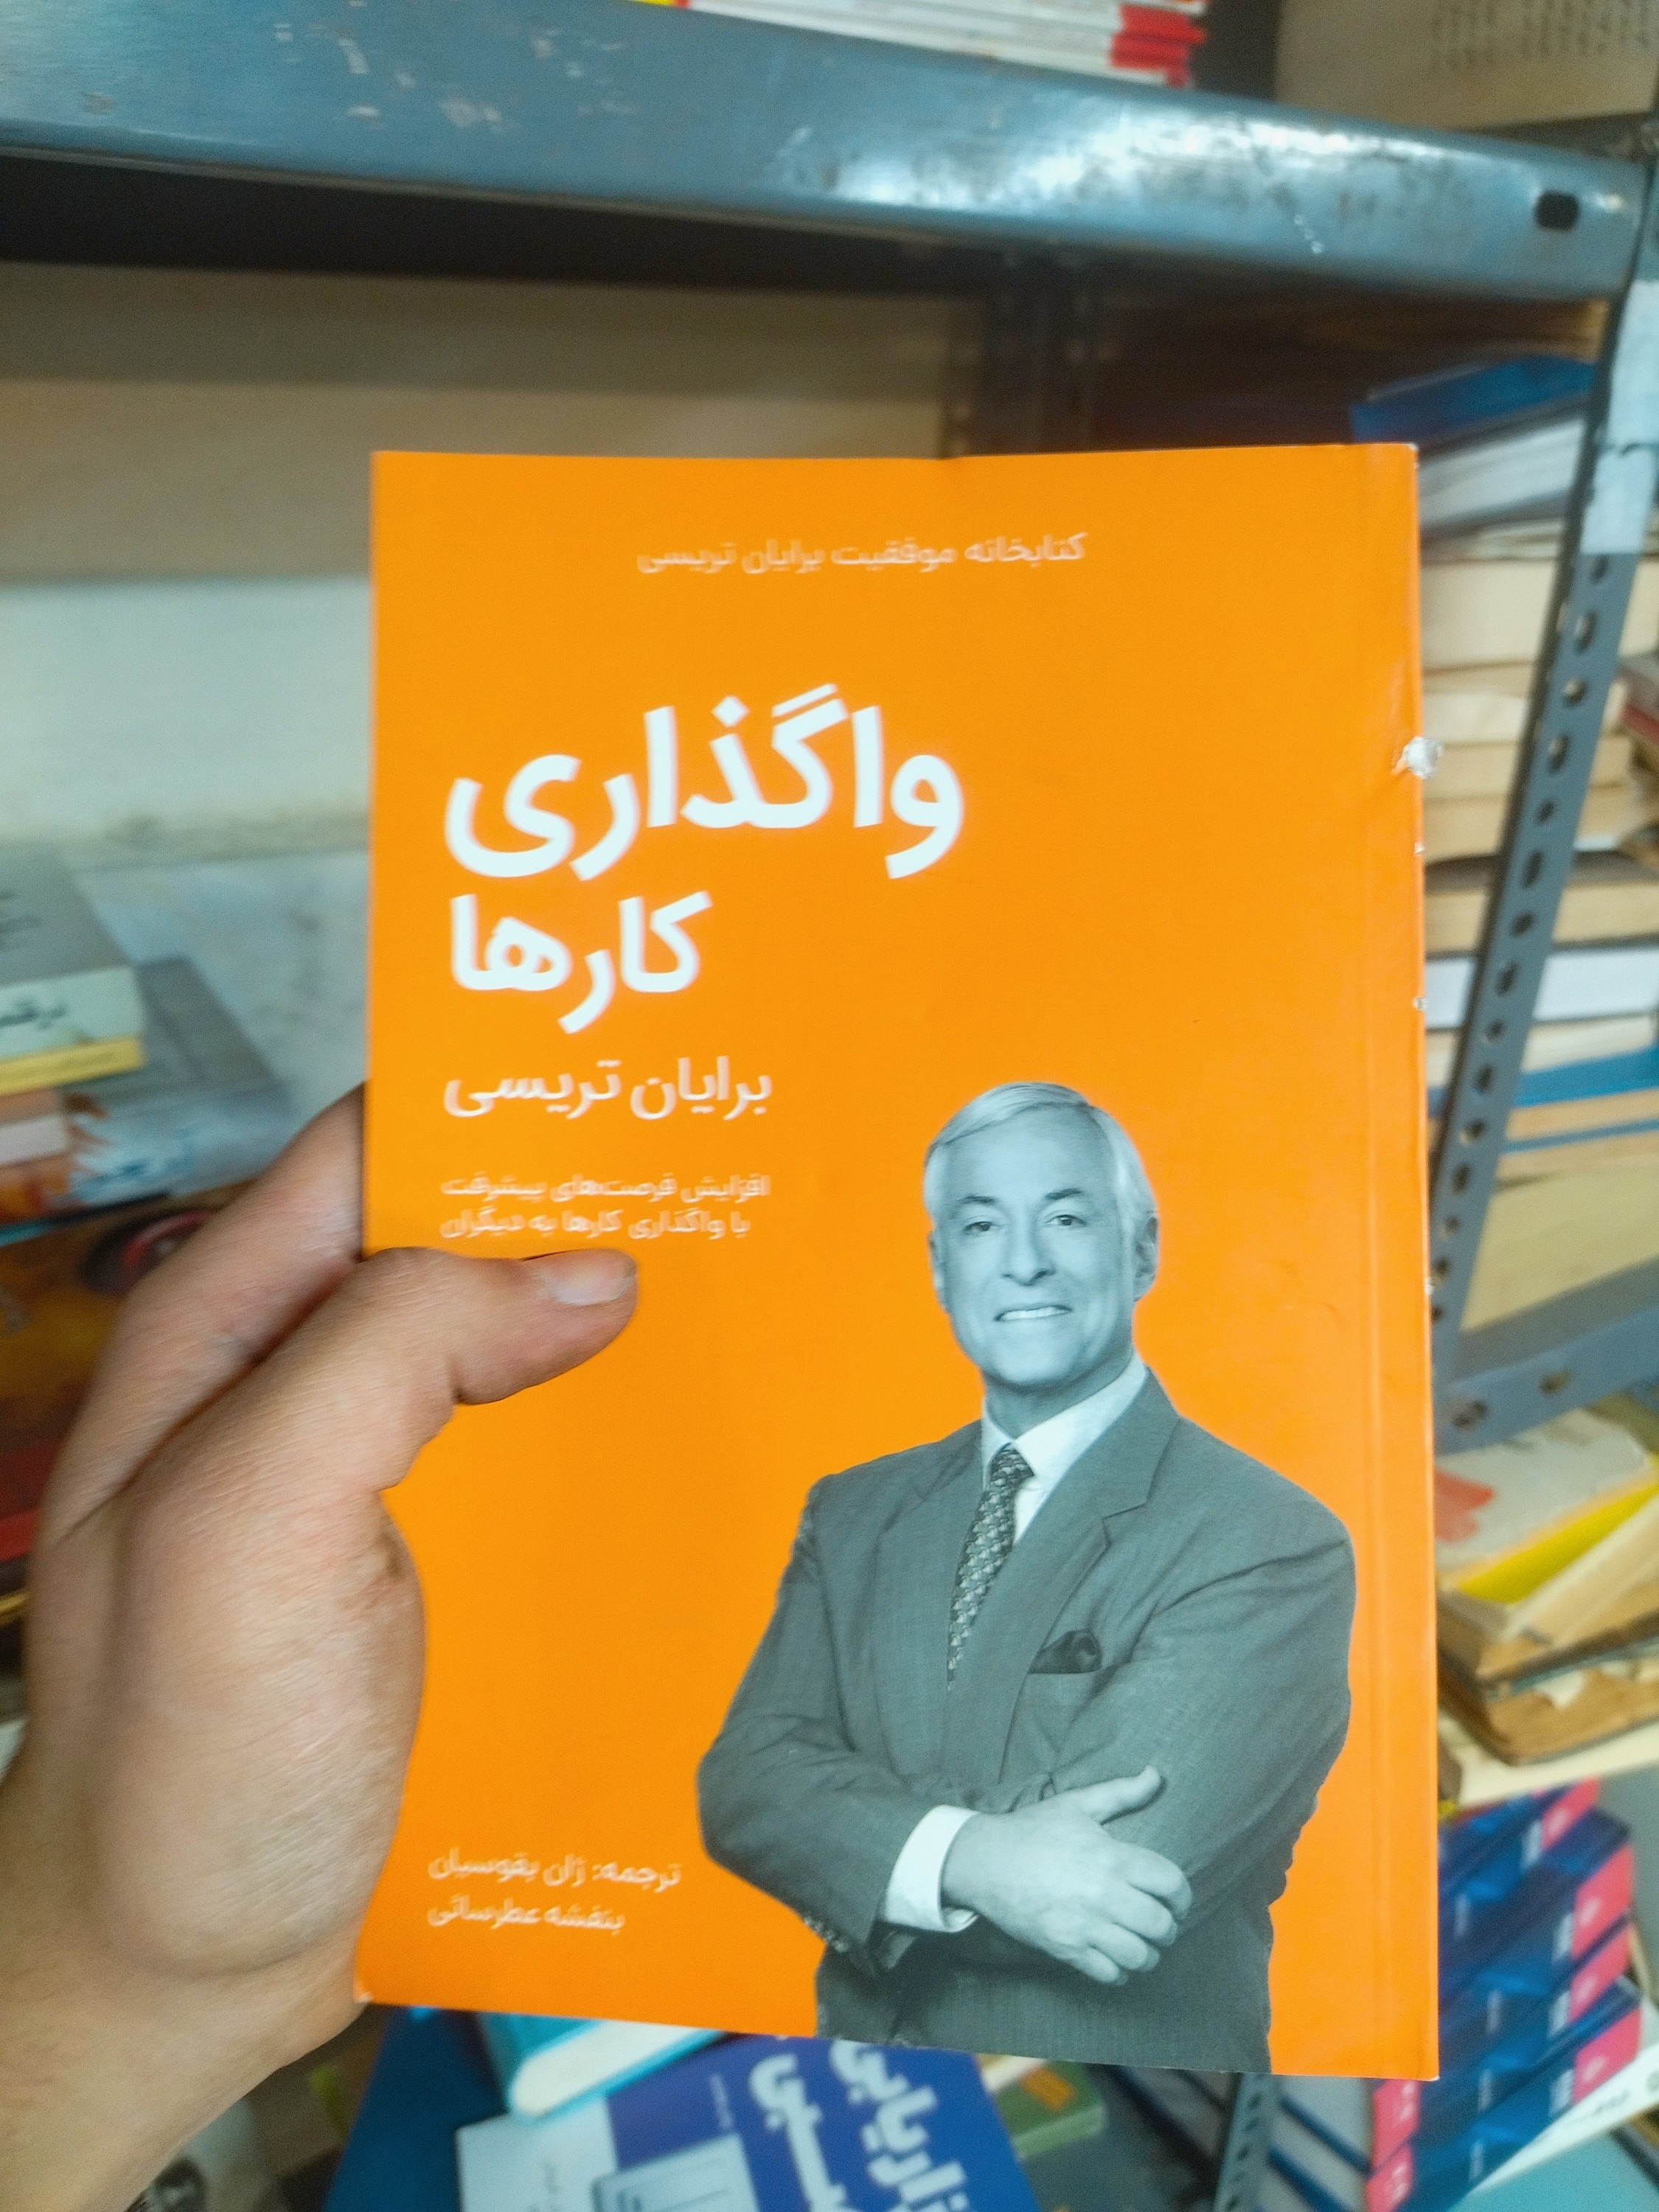 کتابخانه موفقیت برایان تریسی
واگذاری
کارها
برایان تریسی
افزایش فرصت‌های پیشرفت
با واگذاری کارها به دیگران
ترجمه: ژان بقوسیان
بنفشه عطرسائی